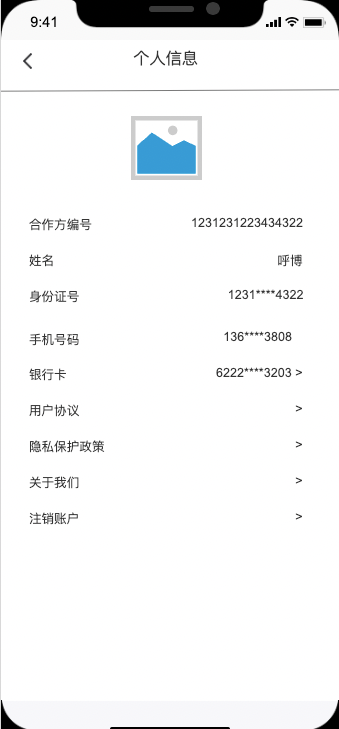 9:41
个人信息
合作方编号 1231231223434322
姓名 呼博
身份证号 1231****4322
手机号码 136****3808
银行卡 6222****3203 >
用户协议 >
隐私保护政策 >
关于我们 >
注销账户 >